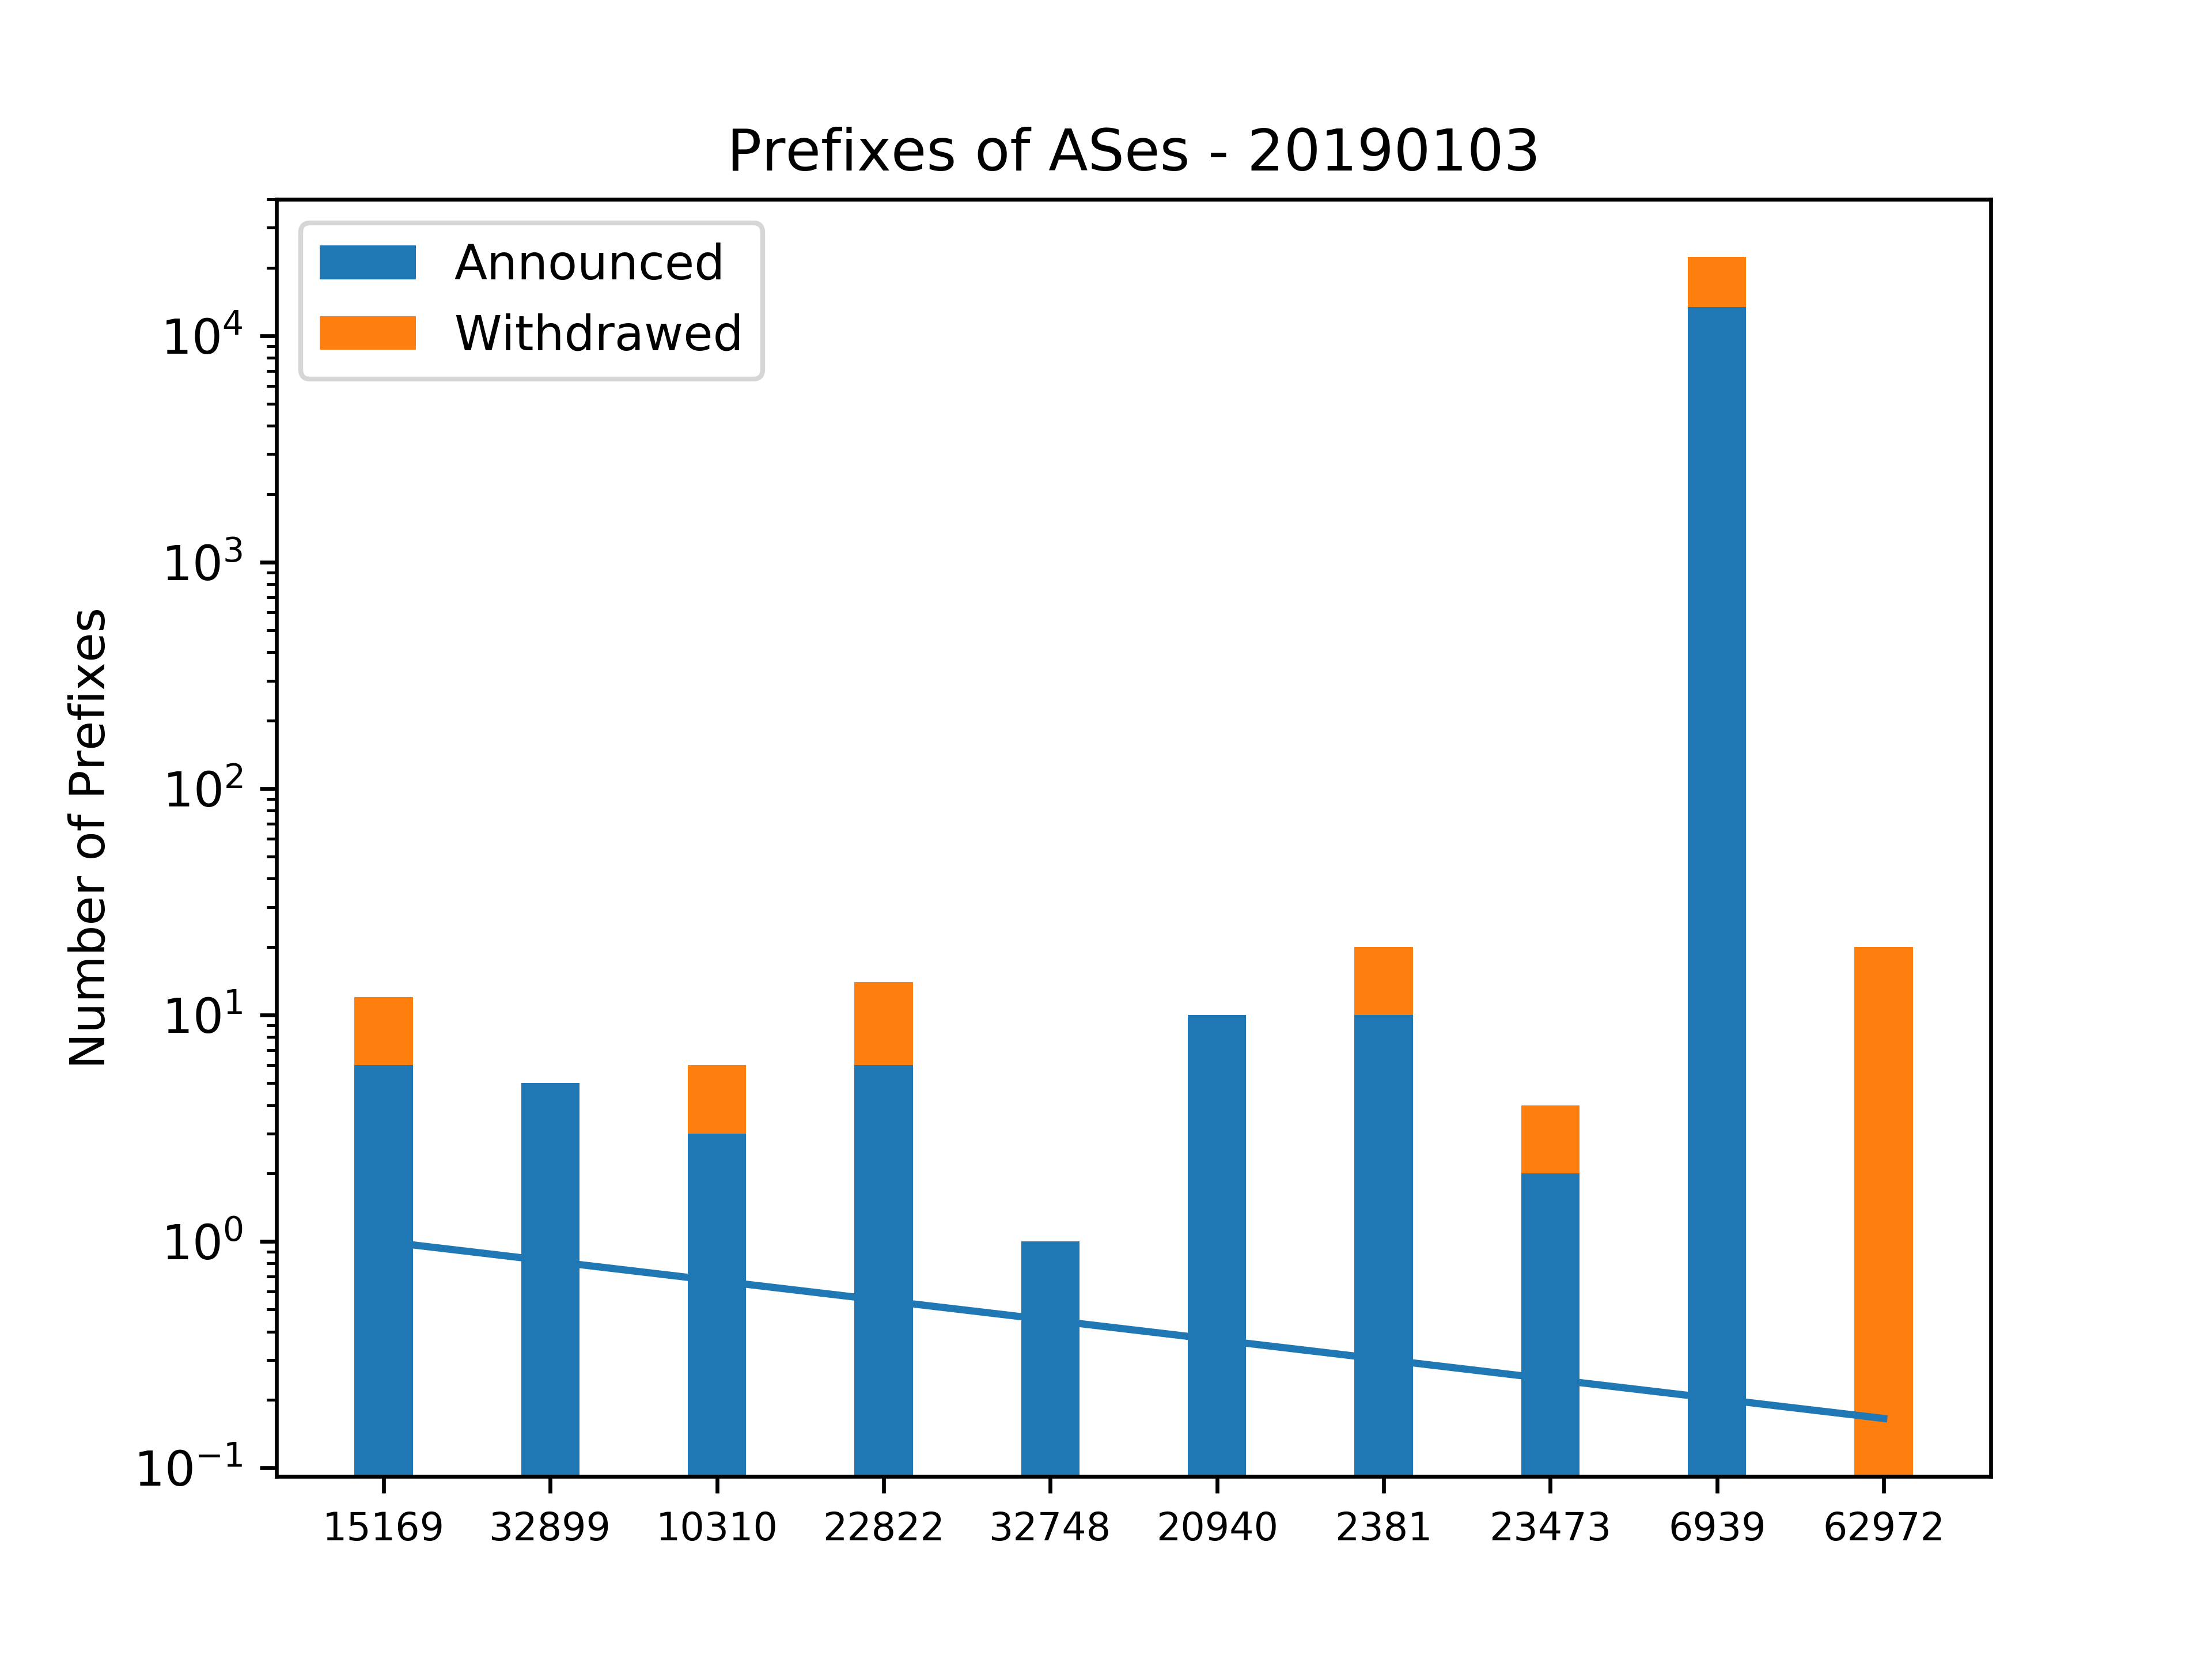 Prefixes of ASes - 20190103
Announced
Withdrawed
Number of Prefixes
10⁴
10³
10²
10¹
10⁰
10⁻¹
15169 32899 10310 22822 32748 20940 2381 23473 6939 62972